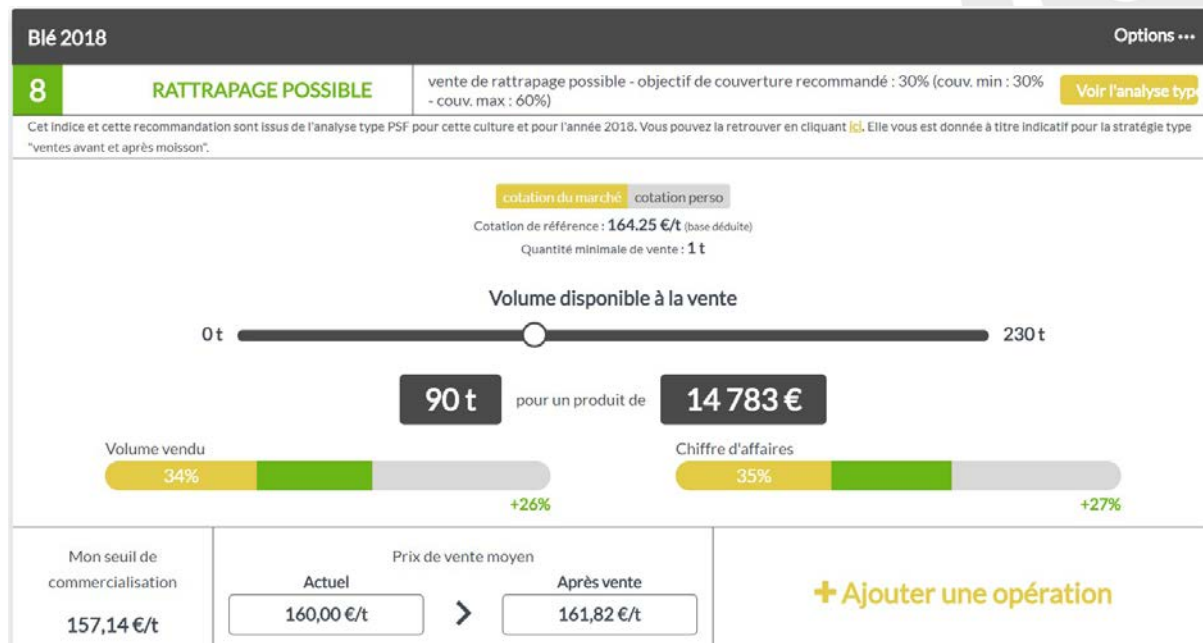 Blé 2018
Options •••
8
RATTRAPAGE POSSIBLE
vente de rattrapage possible - objectif de couverture recommandé : 30% (couv. min : 30%
- couv. max : 60%)
Voir l'analyse type
Cet indice et cette recommandation sont issus de l'analyse type PSF pour cette culture et pour l'année 2018. Vous pouvez la retrouver en cliquant ici. Elle vous est donnée à titre indicatif pour la stratégie type
"ventes avant et après moisson".
cotation du marché cotation perso
Cotation de référence : 164.25 €/t (base déduite)
Quantité minimale de vente : 1 t
Volume disponible à la vente
0 t
230 t
90 t pour un produit de 14 783 €
Volume vendu
34%
+26%
Chiffre d'affaires
35%
+27%
Mon seuil de
commercialisation
157,14 €/t
Prix de vente moyen
Actuel
160,00 €/t
>
Après vente
161,82 €/t
+ Ajouter une opération